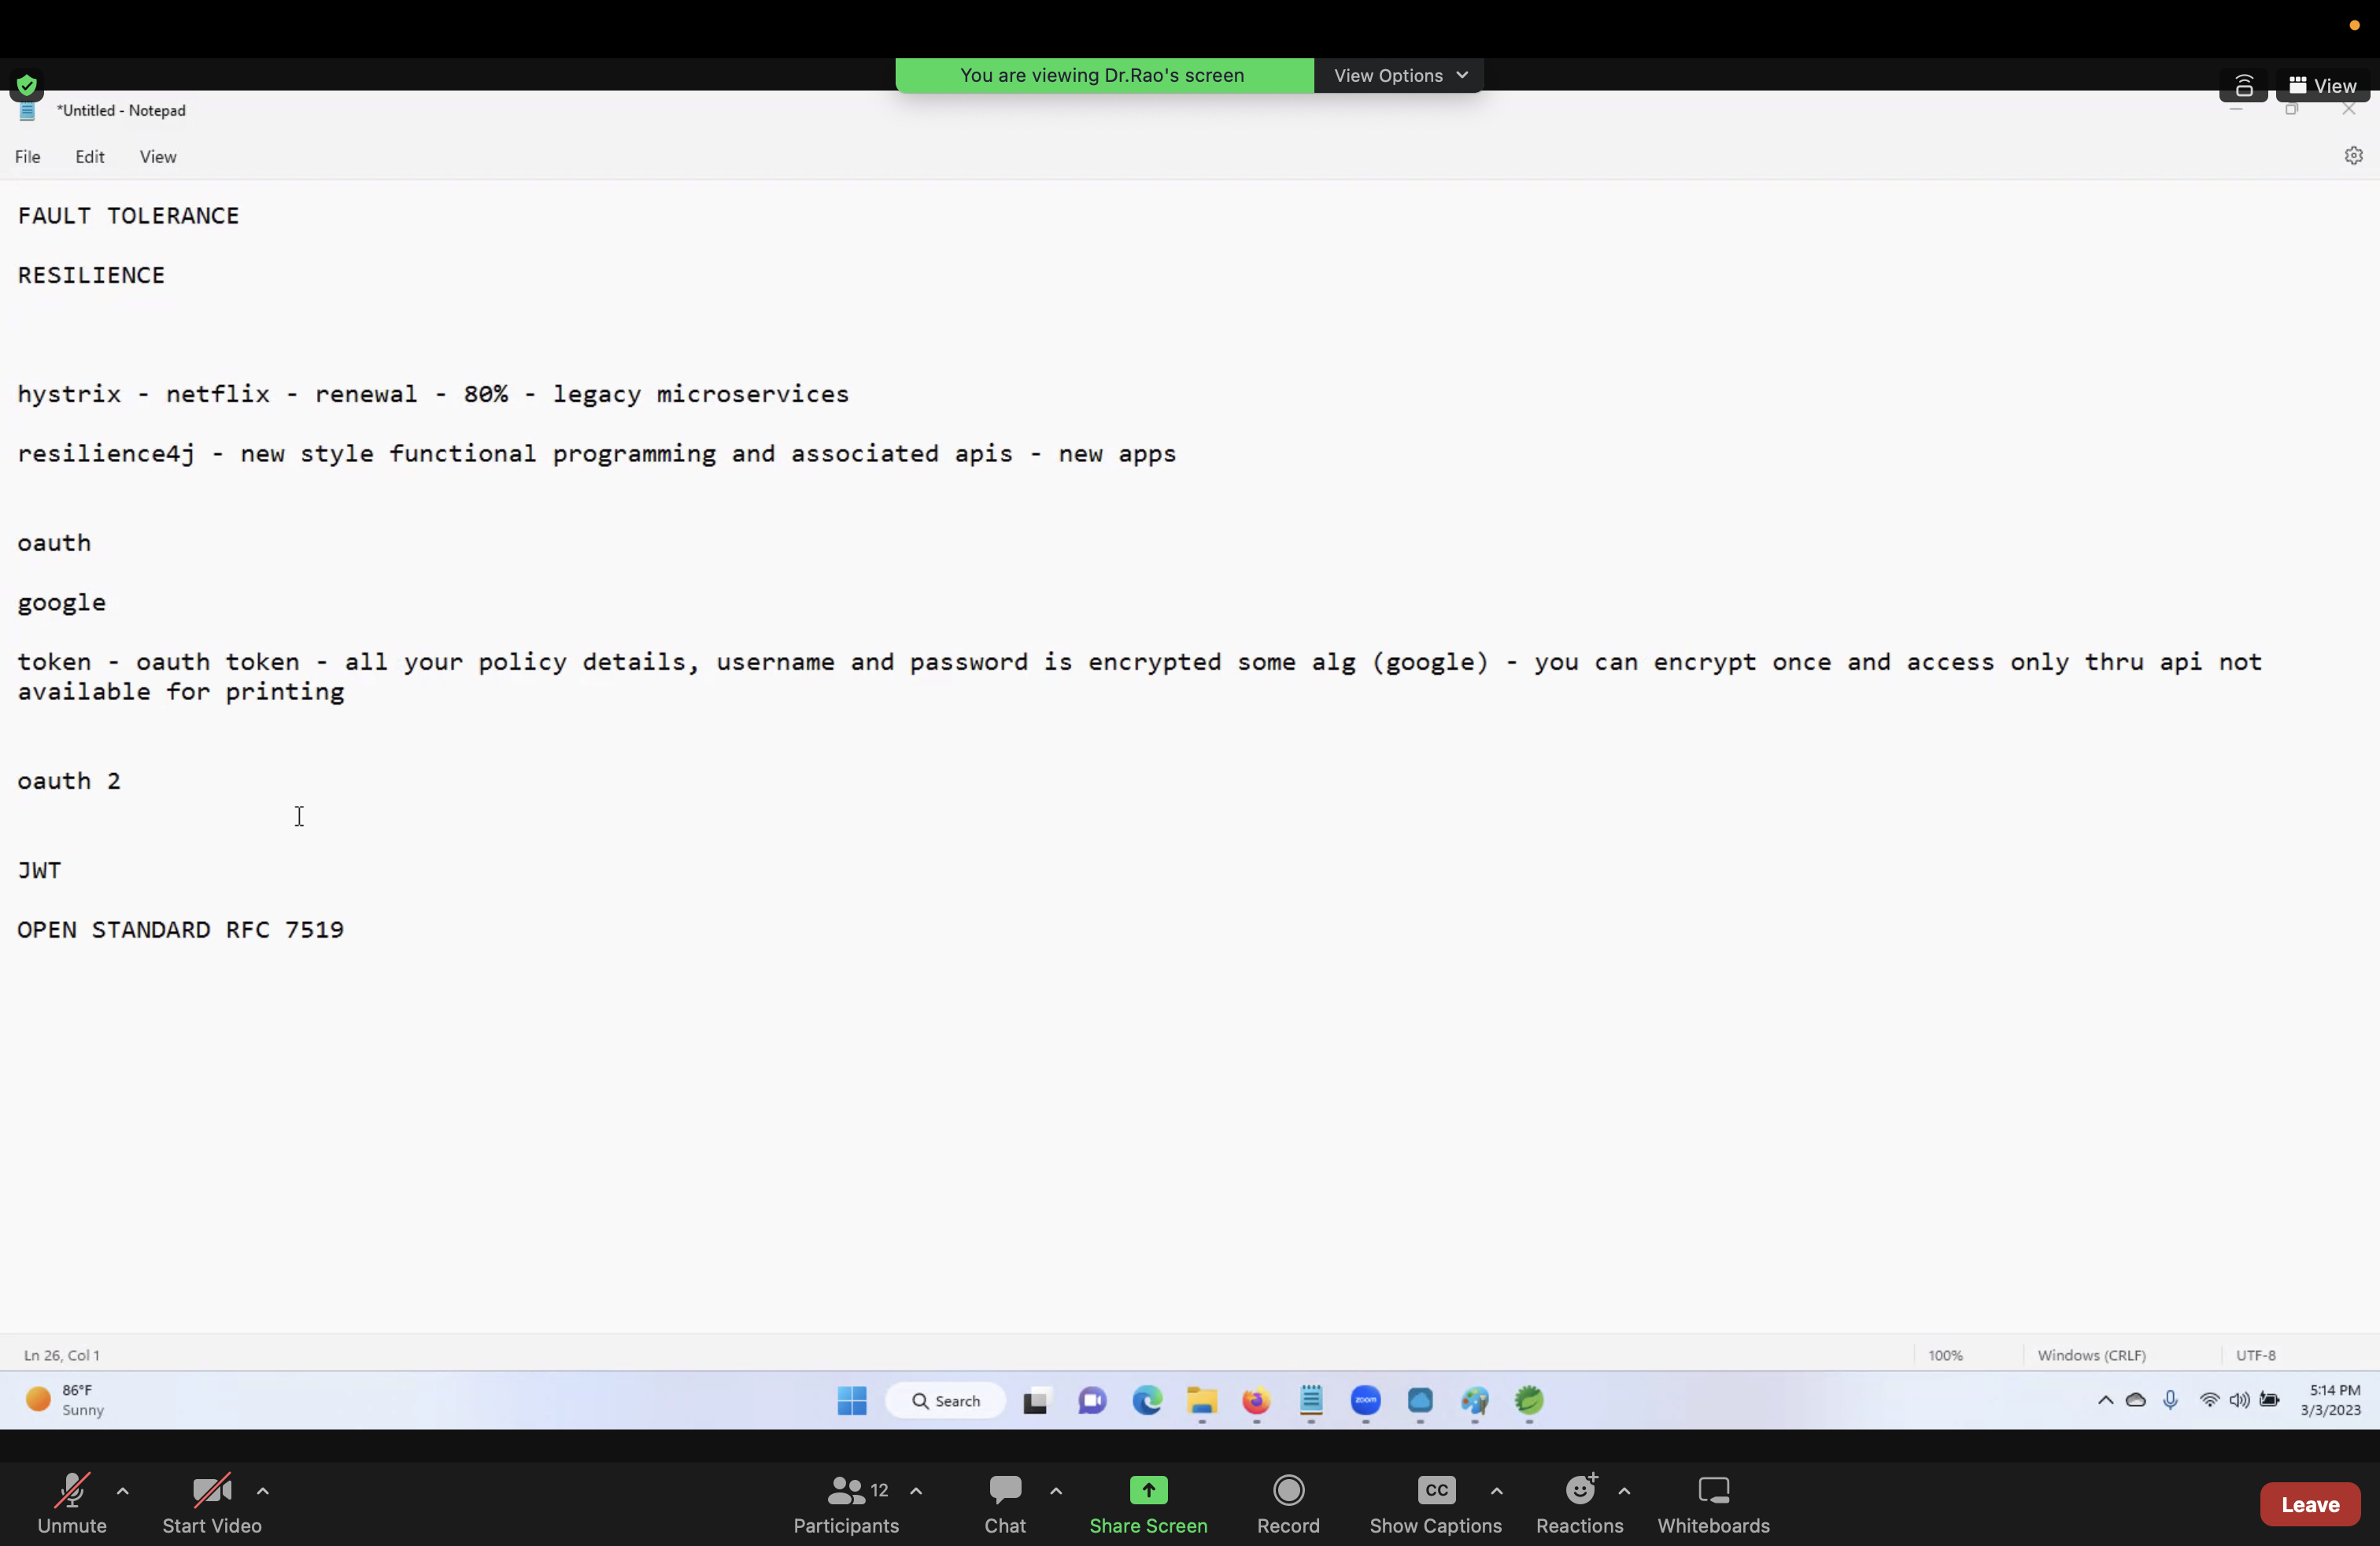 You are viewing Dr.Rao's screen
View Options
View
*Untitled - Notepad
File Edit View
FAULT TOLERANCE
RESILIENCE
hystrix - netflix - renewal - 80% - legacy microservices
resilience4j - new style functional programming and associated apis - new apps
oauth
google
token - oauth token - all your policy details, username and password is encrypted some alg (google) - you can encrypt once and access only thru api not
available for printing
oauth 2
JWT
OPEN STANDARD RFC 7519
Ln 26, Col 1
100%
Windows (CRLF)
UTF-8
86°F
Sunny
Search
zoom
5:14 PM
3/3/2023
12
CC
Unmute
Start Video
Participants
Chat
Share Screen
Record
Show Captions
Reactions
Whiteboards
Leave